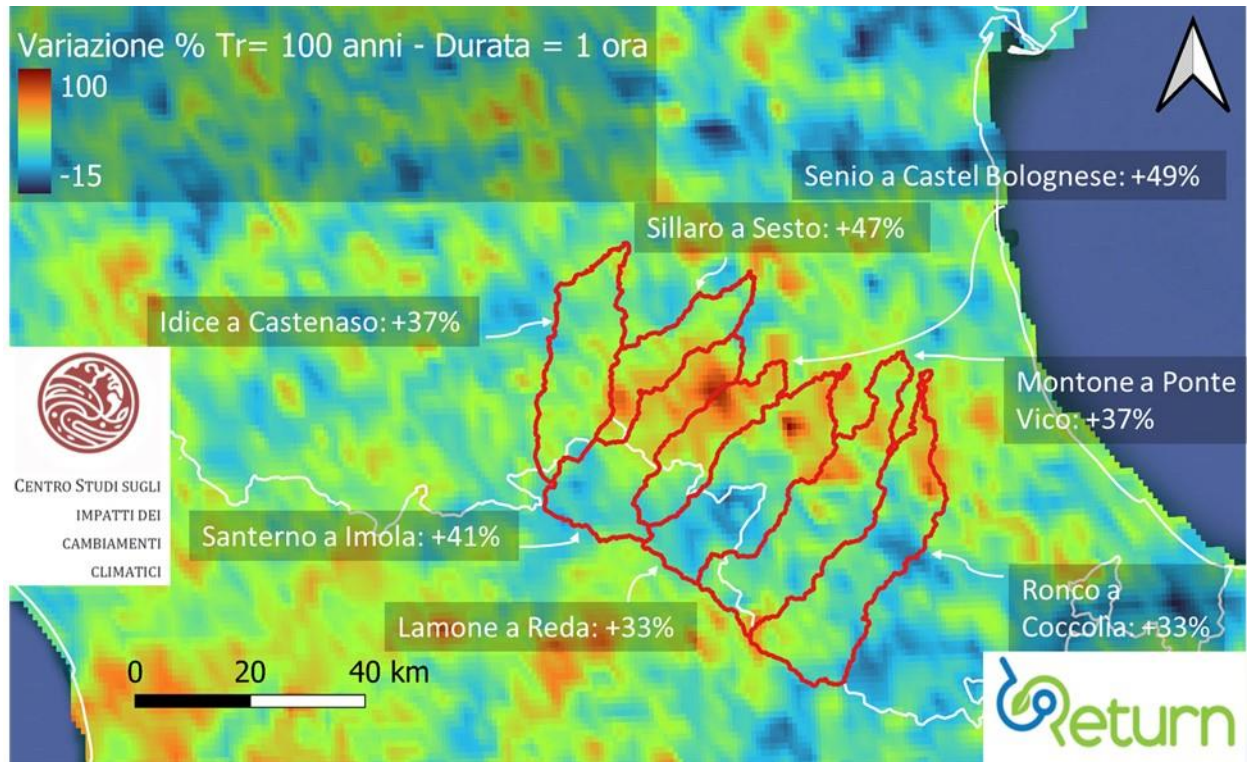 Variazione % Tr= 100 anni - Durata = 1 ora
100
-15
Senio a Castel Bolognese: +49%
Sillaro a Sesto: +47%
Idice a Castenaso: +37%
Montone a Ponte
Vico: +37%
CENTRO STUDI SUGLI
IMPATTI DEI
CAMBIAMENTI
CLIMATICI
Santerno a Imola: +41%
Lamone a Reda: +33%
Ronco a
Coccolia: +33%
0 20 40 km
Return